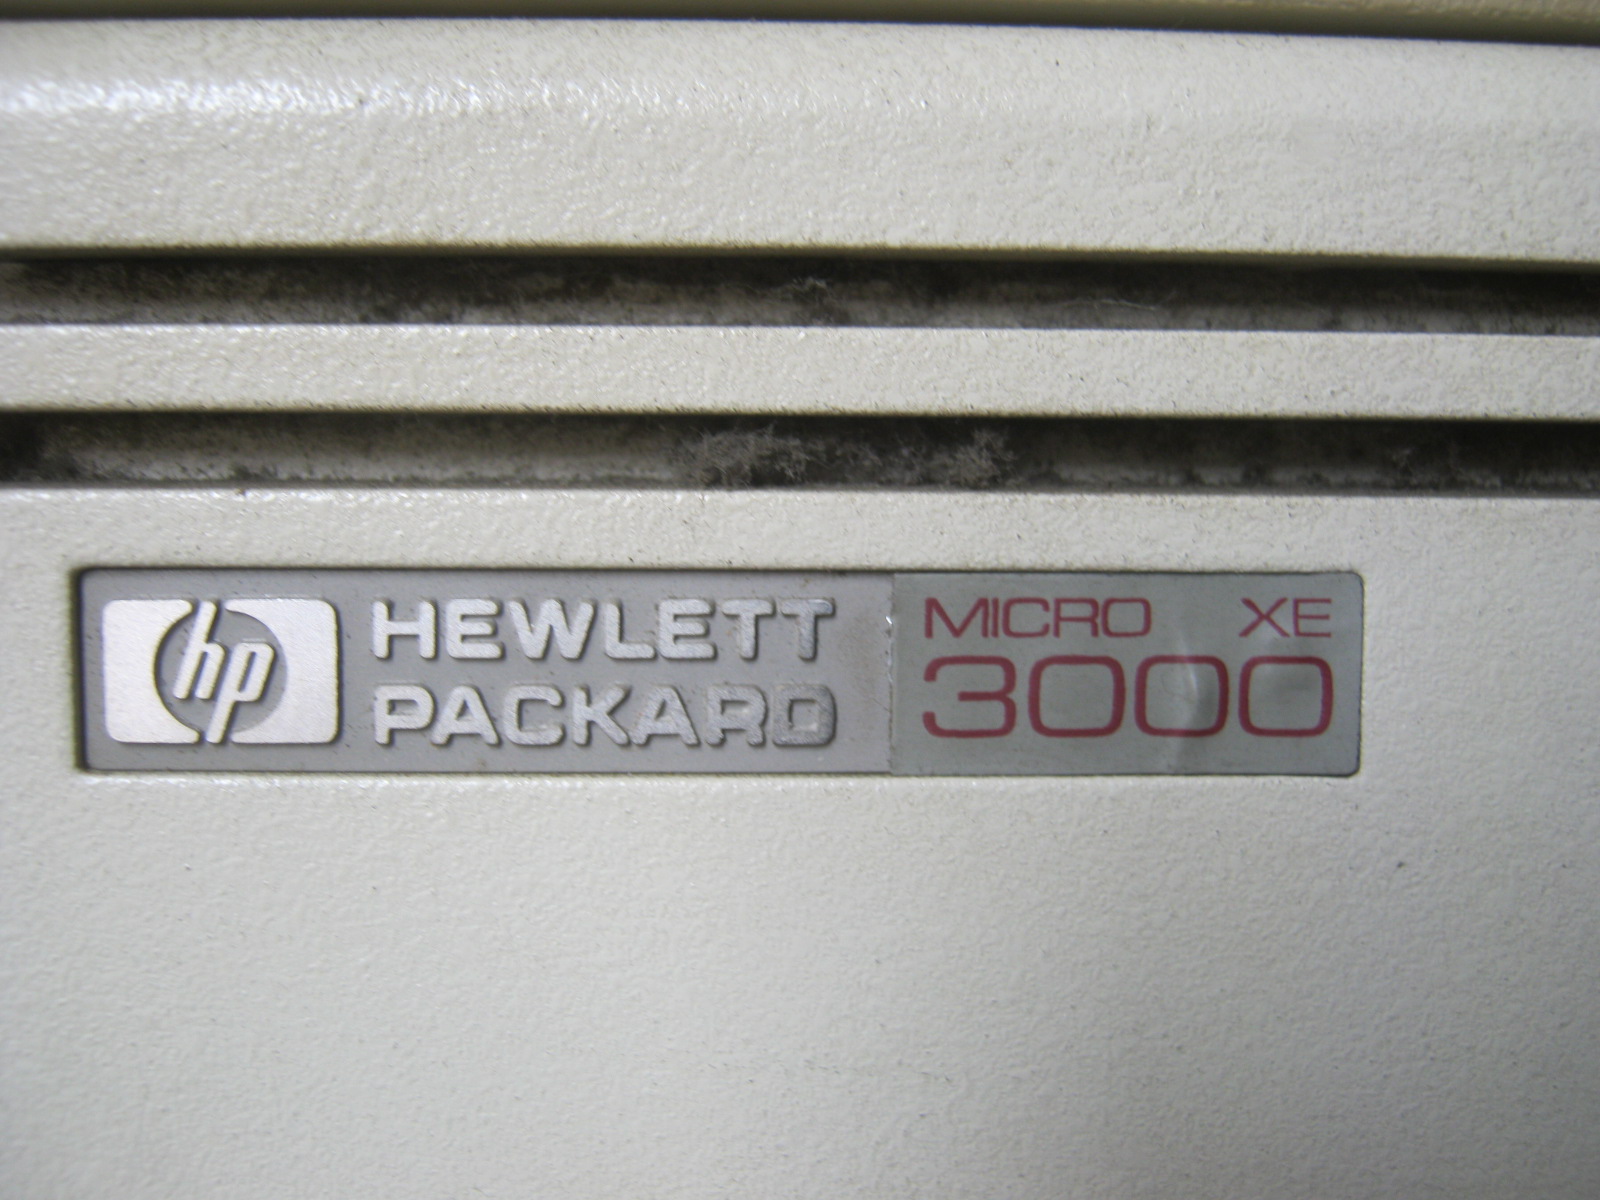 hp HEWLETT PACKARD
MICRO XE
3000